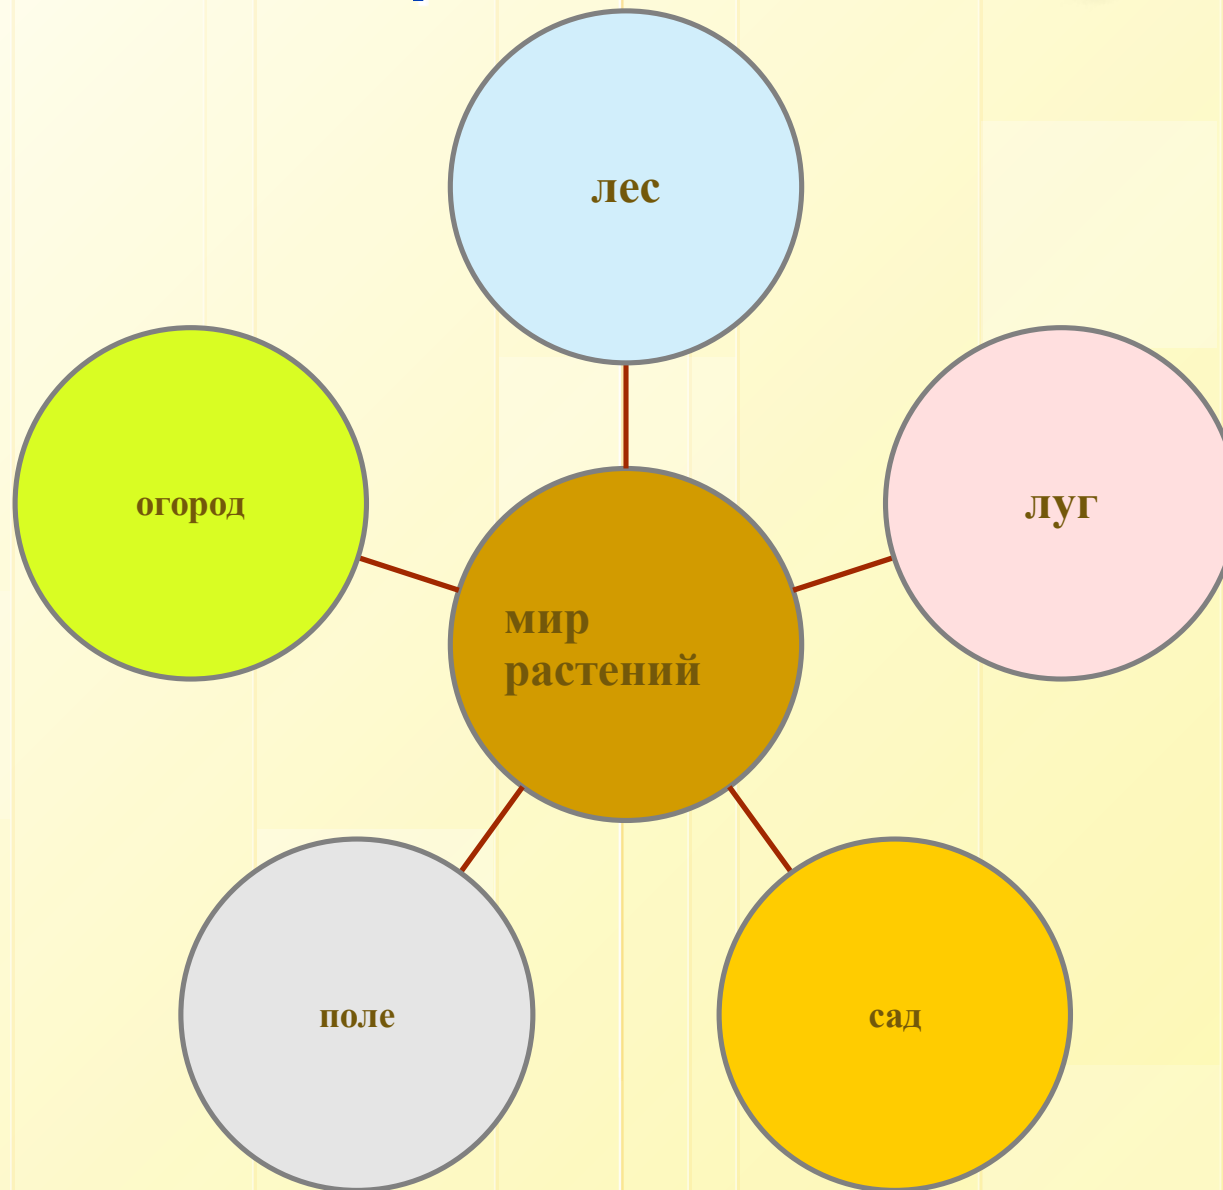 лес
огород
луг
мир
растений
поле
сад